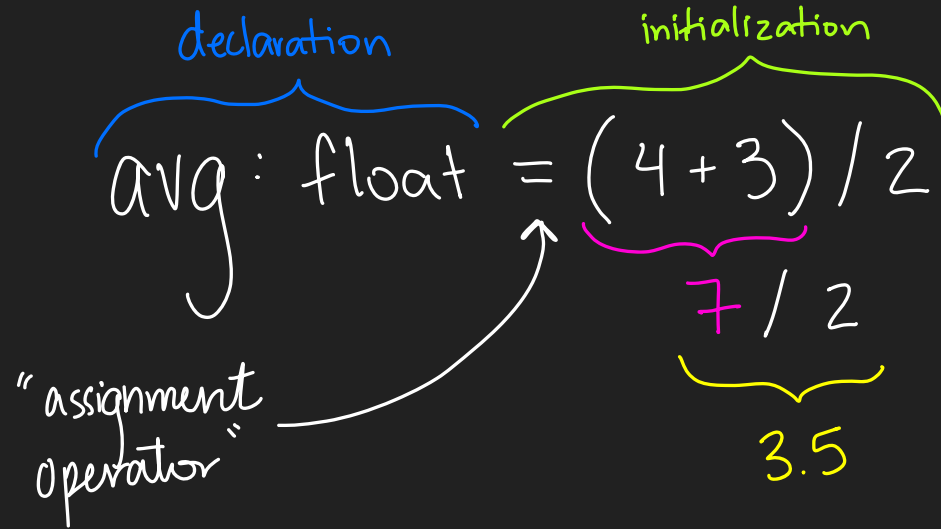 declaration
initialization
avg: float = (4+3)/2
7/2
3.5
"assignment
operator"